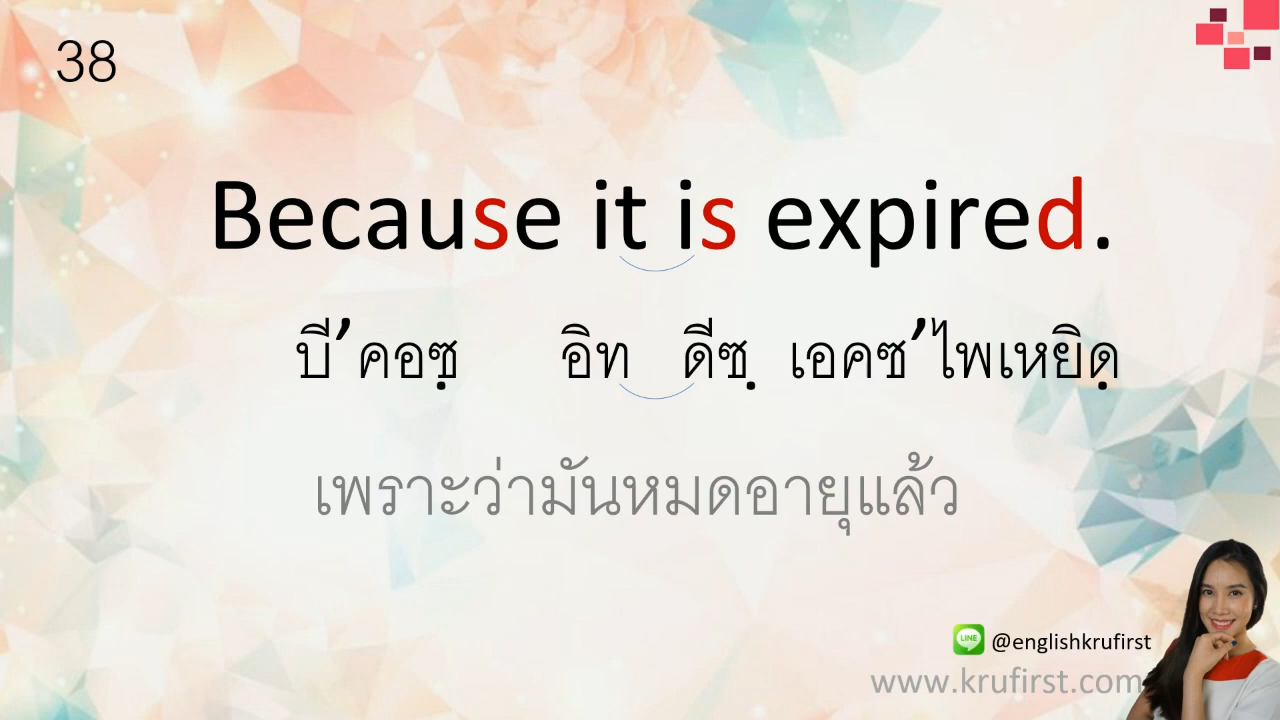 38
Because it is expired.
บี’คอซฺ อิท ดีซฺ เอคซ’ไพเหยิดฺ
เพราะว่ามันหมดอายุแล้ว
LINE @englishkrufirst
www.krufirst.com